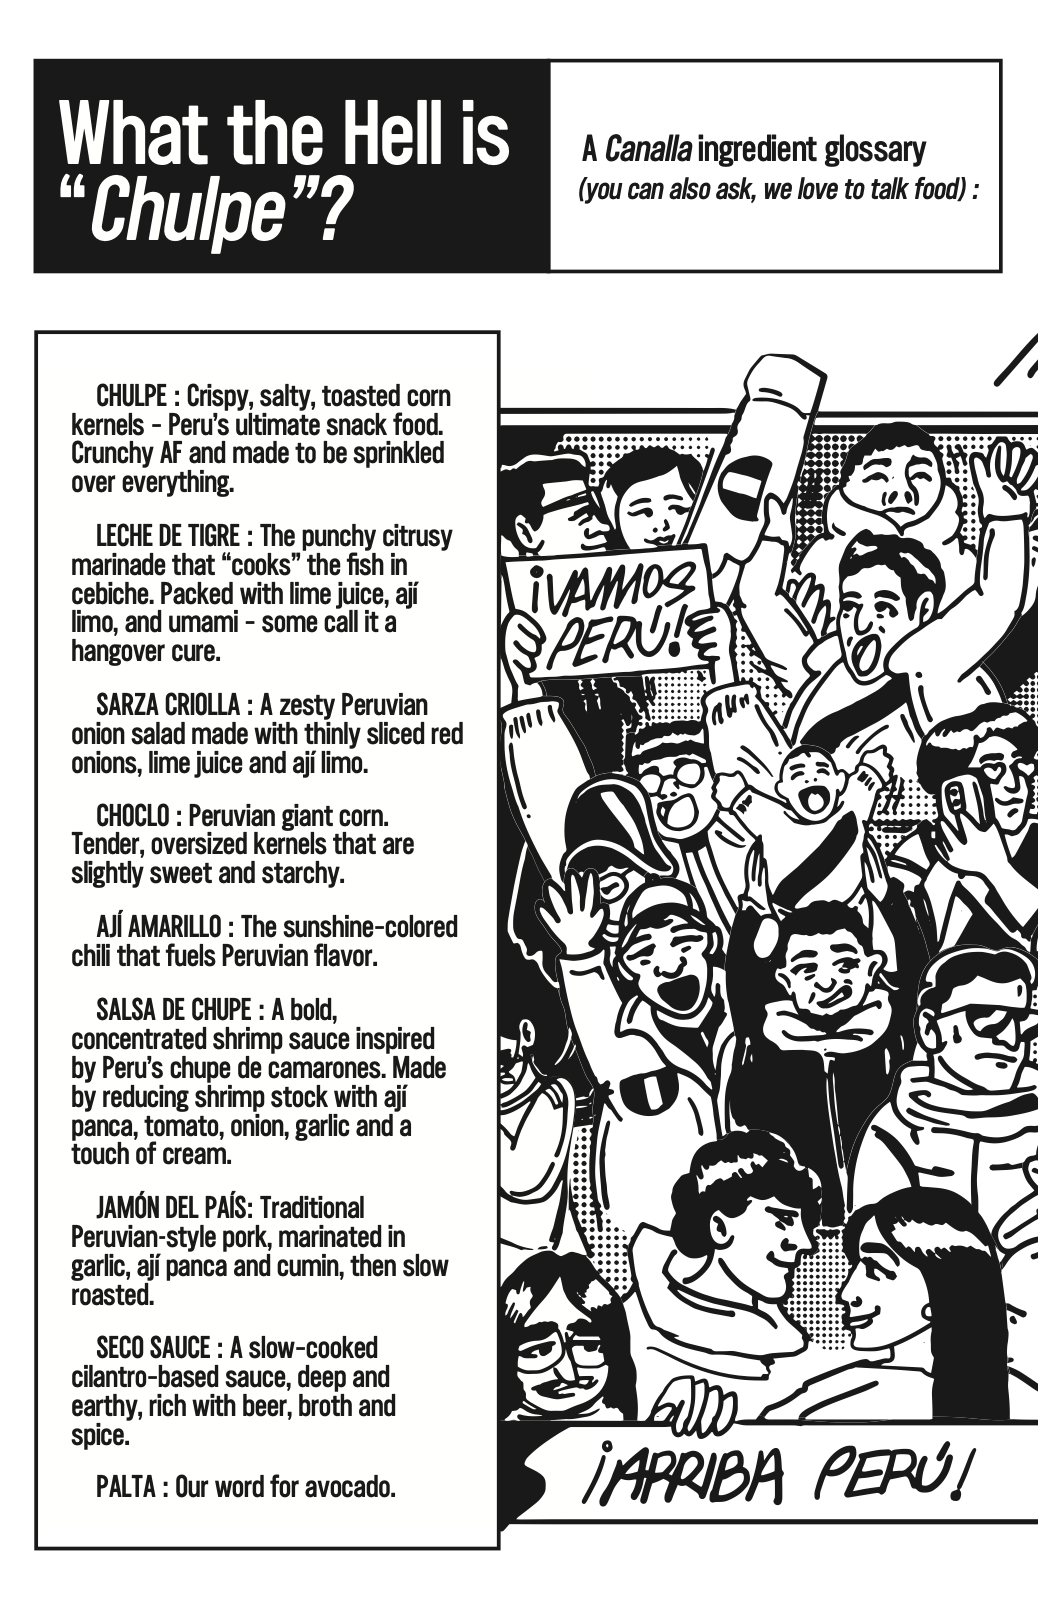 What the Hell is
“Chulpe”?
A Canalla ingredient glossary
(you can also ask, we love to talk food) :
CHULPE : Crispy, salty, toasted corn
kernels - Peru’s ultimate snack food.
Crunchy AF and made to be sprinkled
over everything.
LECHE DE TIGRE : The punchy citrusy
marinade that “cooks” the fish in
cebiche. Packed with lime juice, ají
limo, and umami - some call it a
hangover cure.
SARZA CRIOLLA : A zesty Peruvian
onion salad made with thinly sliced red
onions, lime juice and ají limo.
CHOCLO : Peruvian giant corn.
Tender, oversized kernels that are
slightly sweet and starchy.
AJÍ AMARILLO : The sunshine-colored
chili that fuels Peruvian flavor.
SALSA DE CHUPE : A bold,
concentrated shrimp sauce inspired
by Peru’s chupe de camarones. Made
by reducing shrimp stock with ají
panca, tomato, onion, garlic and a
touch of cream.
JAMÓN DEL PAÍS: Traditional
Peruvian-style pork, marinated in
garlic, ají panca and cumin, then slow
roasted.
SECO SAUCE : A slow-cooked
cilantro-based sauce, deep and
earthy, rich with beer, broth and
spice.
PALTA : Our word for avocado.
¡VAMMOS
PERÚ!
¡ARRIBA PERÚ!